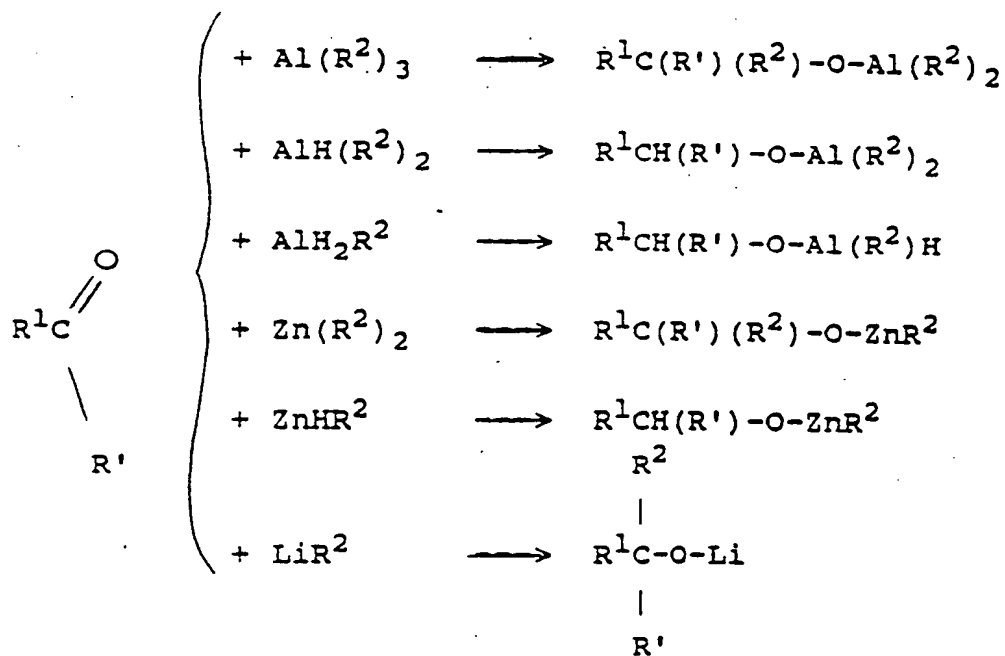 + Al(R²)₃ ⟶ R¹C(R')(R²)-O-Al(R²)₂
+ AlH(R²)₂ ⟶ R¹CH(R')-O-Al(R²)₂
+ AlH₂R² ⟶ R¹CH(R')-O-Al(R²)H
O
R¹C
+ Zn(R²)₂ ⟶ R¹C(R')(R²)-O-ZnR²
+ ZnHR² ⟶ R¹CH(R')-O-ZnR²
R'
R²
+ LiR² ⟶ R¹C-O-Li
R'